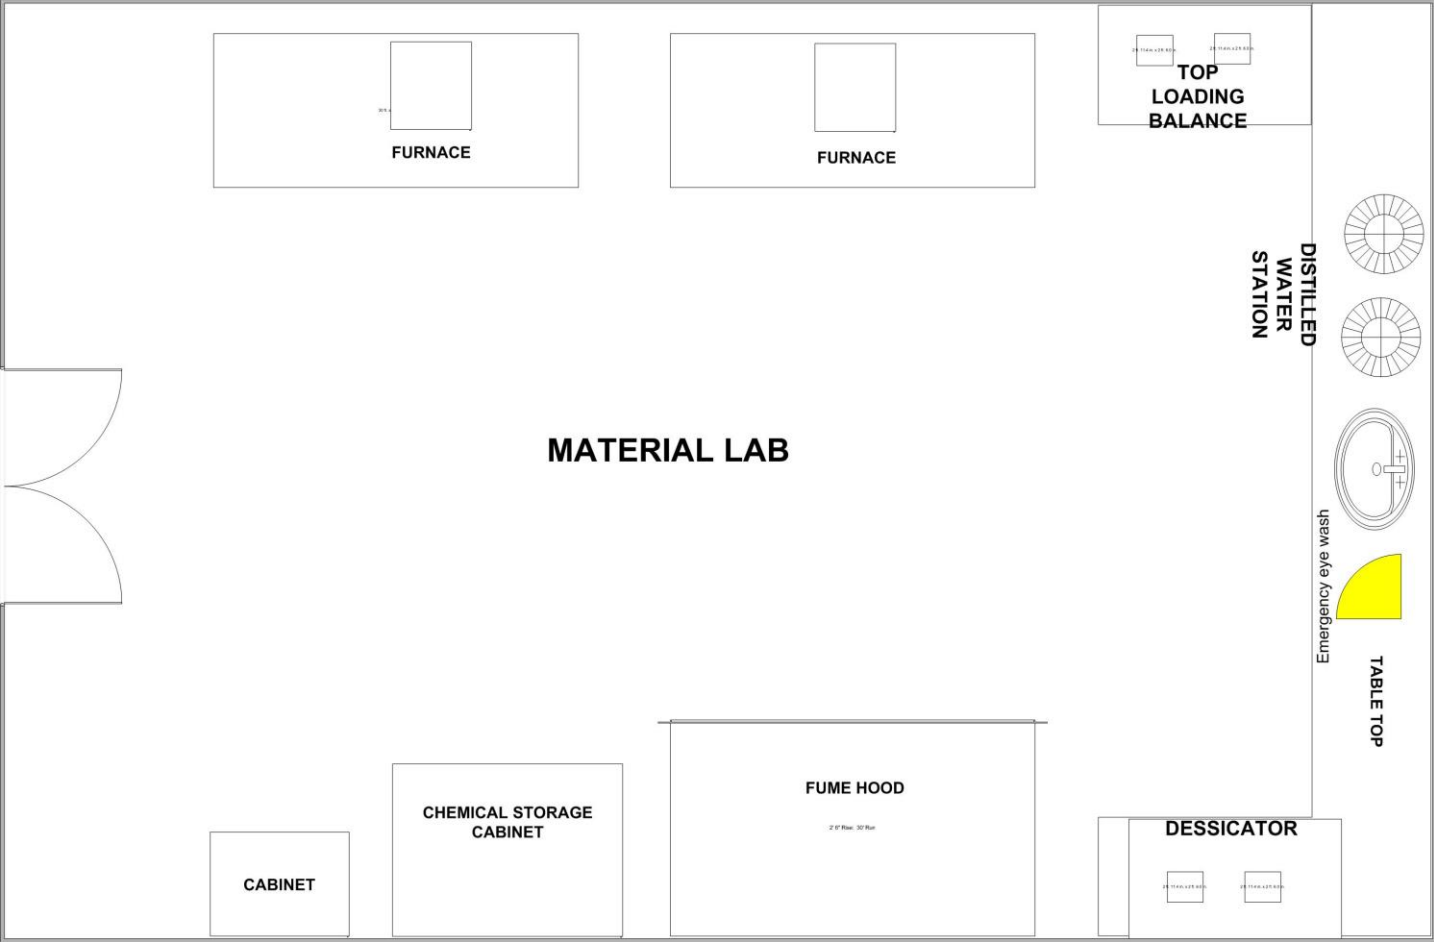 FURNACE
FURNACE
TOP
LOADING
BALANCE
DISTILLED
WATER
STATION
MATERIAL LAB
Emergency eye wash
TABLE TOP
FUME HOOD
CHEMICAL STORAGE
CABINET
CABINET
DESSICATOR